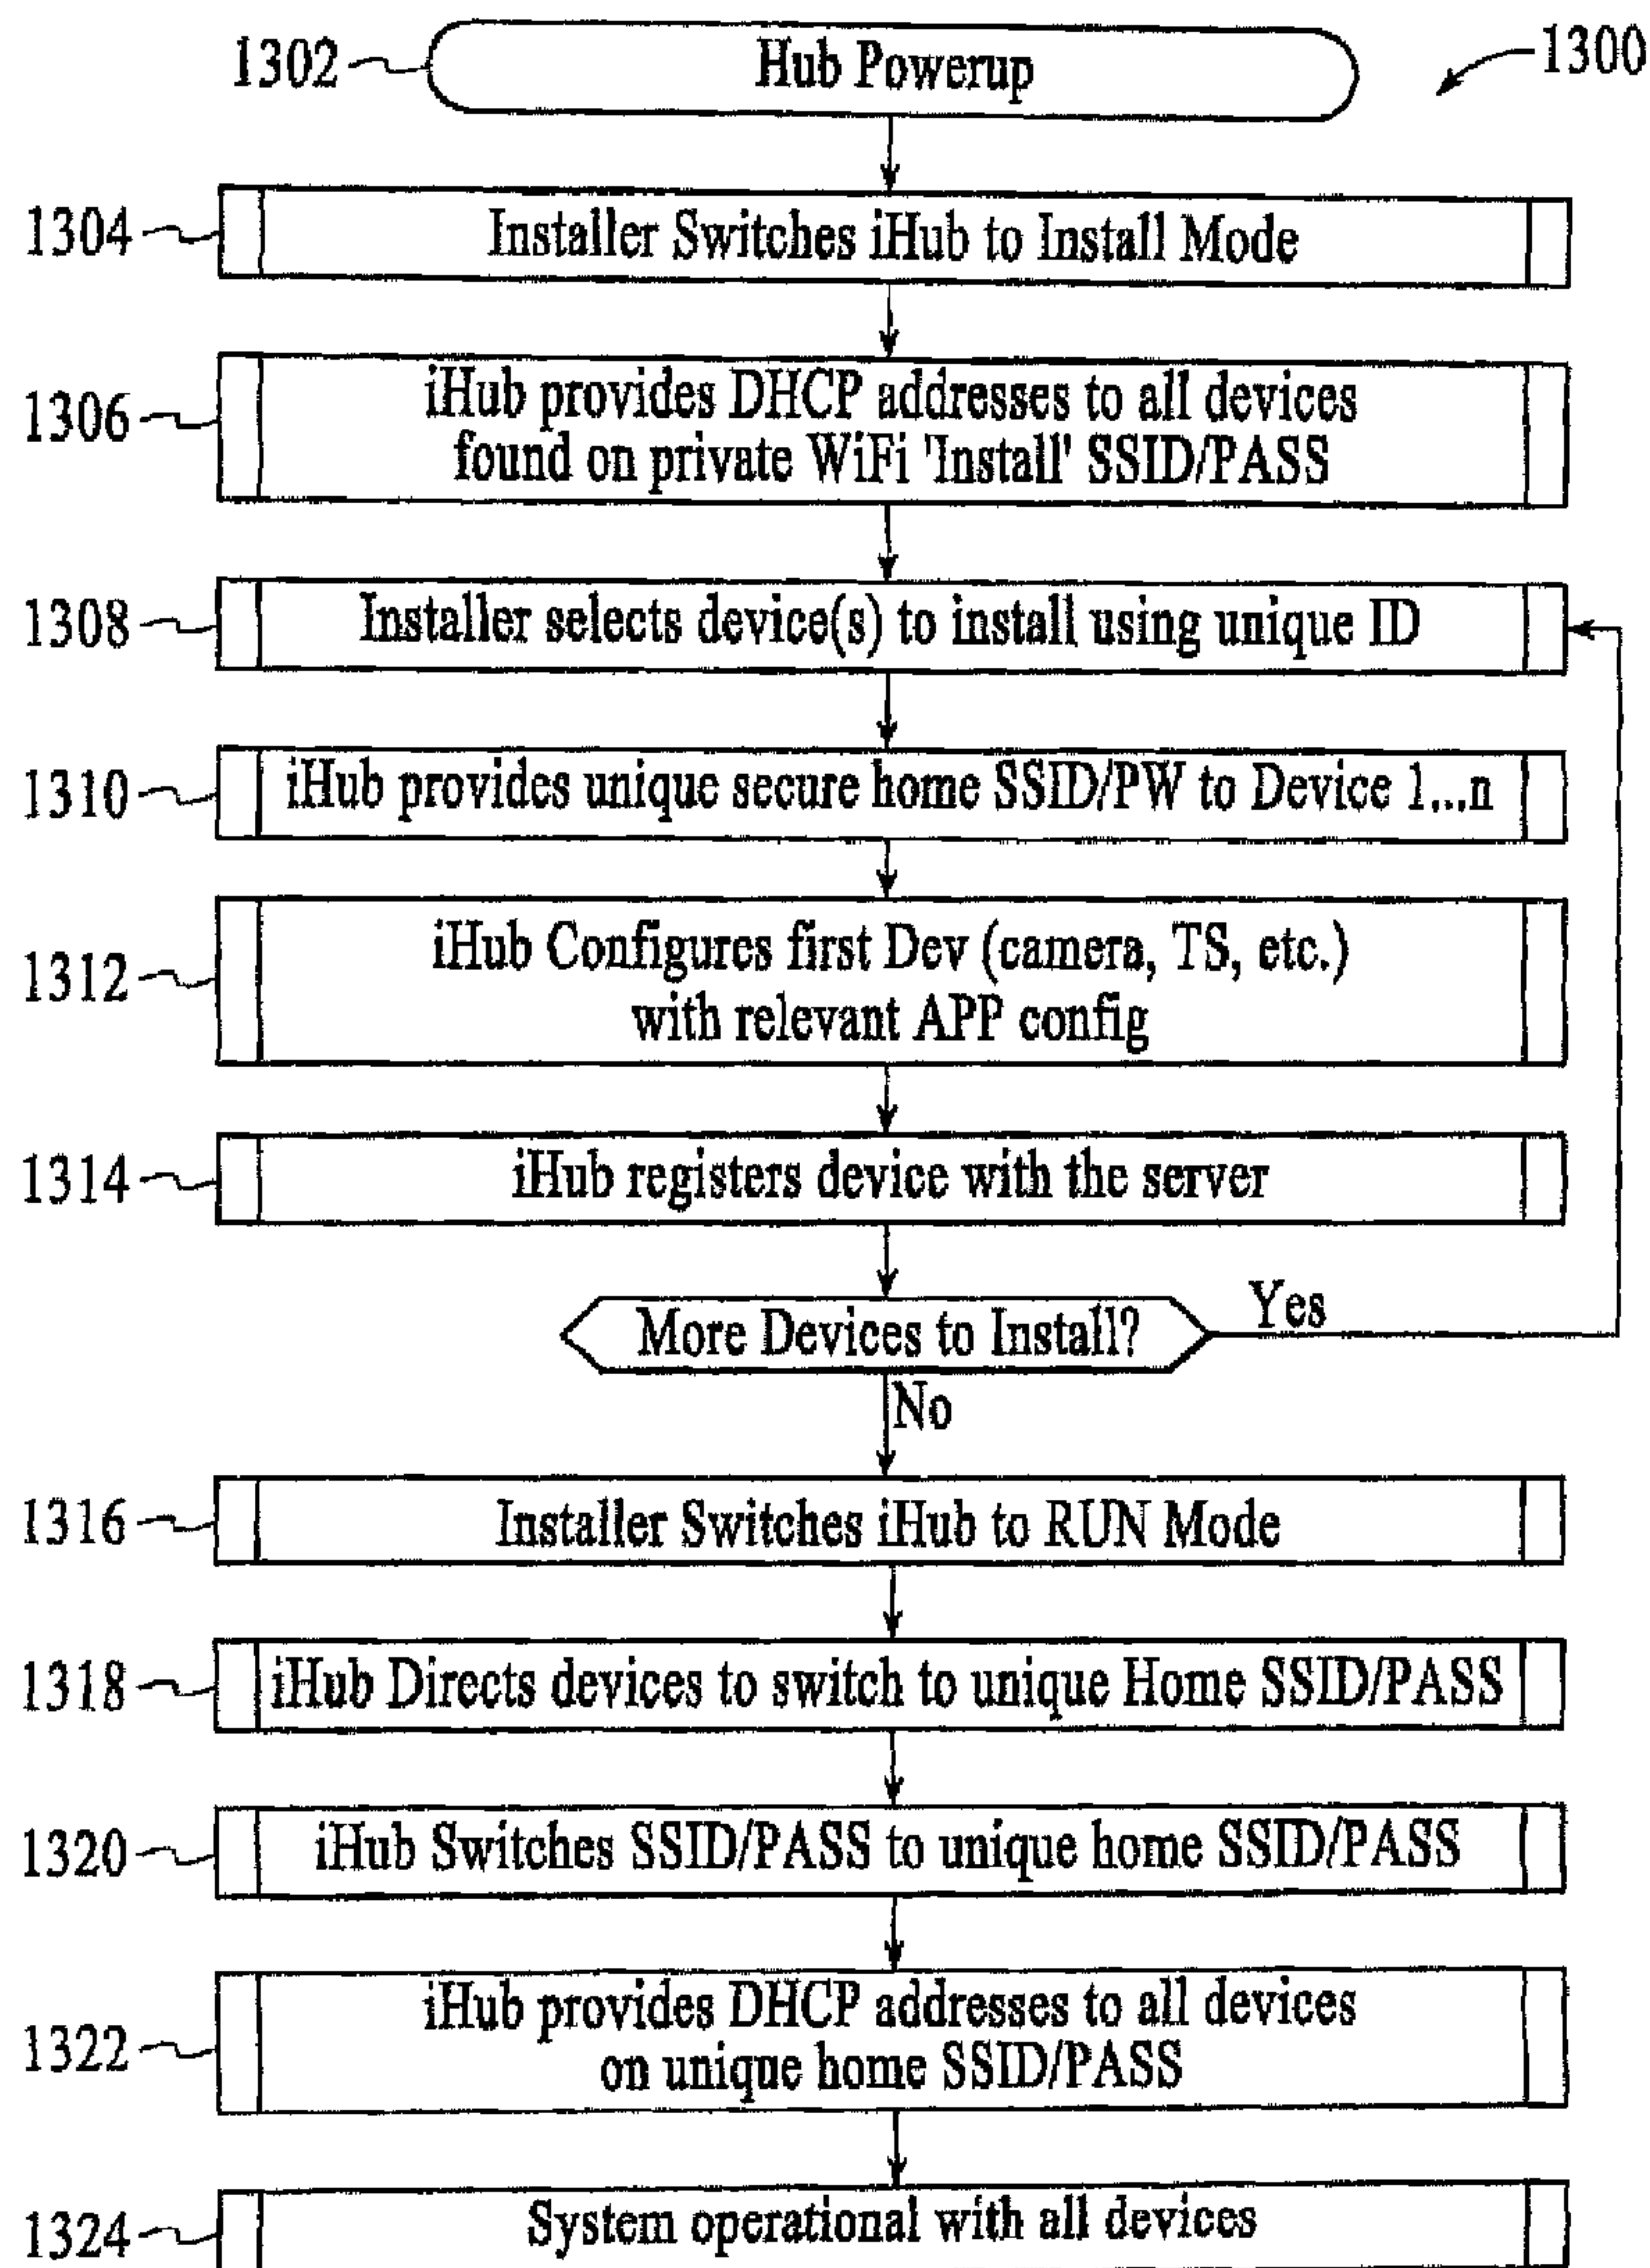 1302
Hub Powerup
1300
1304
Installer Switches iHub to Install Mode
1306
iHub provides DHCP addresses to all devices
found on private WiFi 'Install' SSID/PASS
1308
Installer selects device(s) to install using unique ID
1310
iHub provides unique secure home SSID/PW to Device 1...n
1312
iHub Configures first Dev (camera, TS, etc.)
with relevant APP config
1314
iHub registers device with the server
More Devices to Install?
Yes
No
1316
Installer Switches iHub to RUN Mode
1318
iHub Directs devices to switch to unique Home SSID/PASS
1320
iHub Switches SSID/PASS to unique home SSID/PASS
1322
iHub provides DHCP addresses to all devices
on unique home SSID/PASS
1324
System operational with all devices